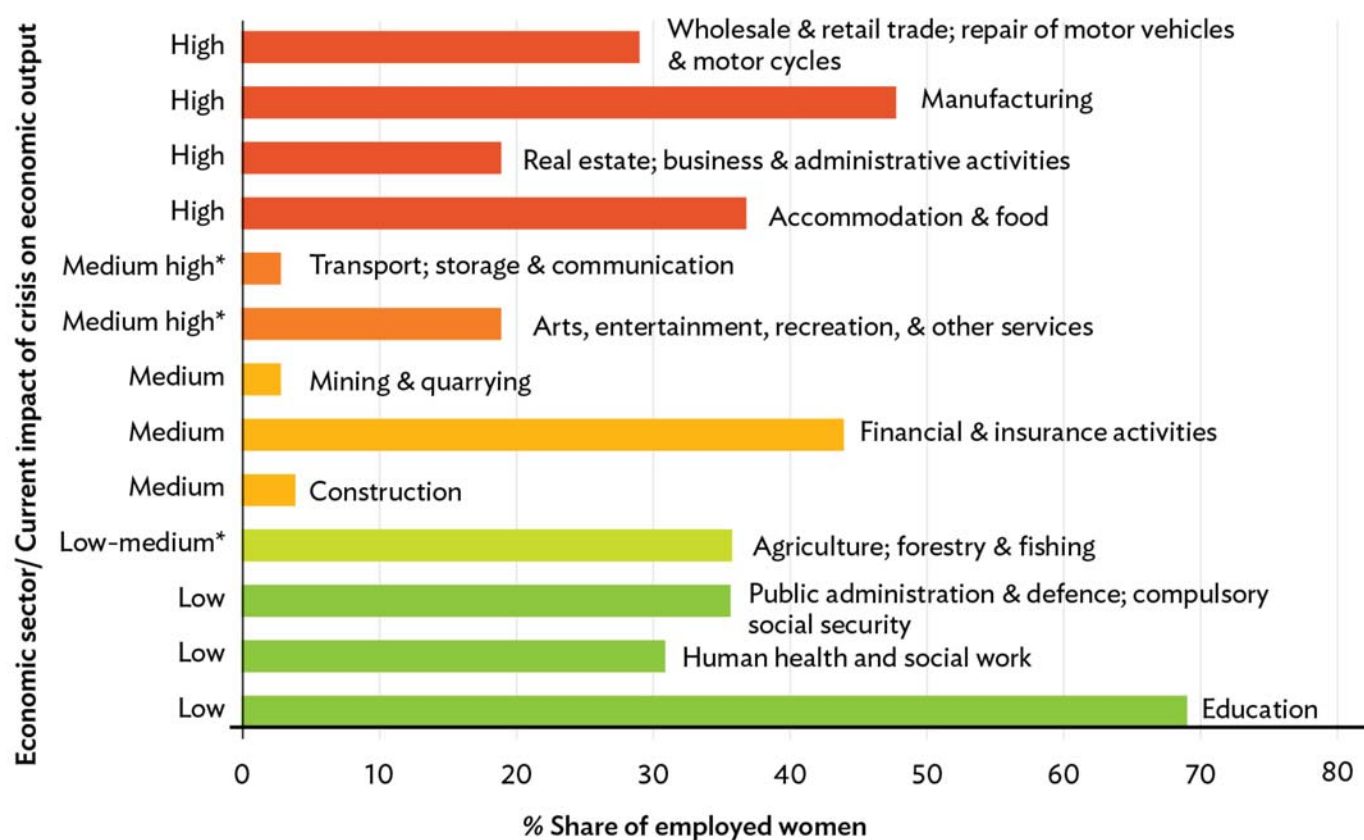 Economic sector/ Current impact of crisis on economic output
High
Wholesale & retail trade; repair of motor vehicles
& motor cycles
High
Manufacturing
High
Real estate; business & administrative activities
High
Accommodation & food
Medium high*
Transport; storage & communication
Medium high*
Arts, entertainment, recreation, & other services
Medium
Mining & quarrying
Medium
Financial & insurance activities
Medium
Construction
Low-medium*
Agriculture; forestry & fishing
Low
Public administration & defence; compulsory
social security
Low
Human health and social work
Low
Education
0 10 20 30 40 50 60 70 80
% Share of employed women